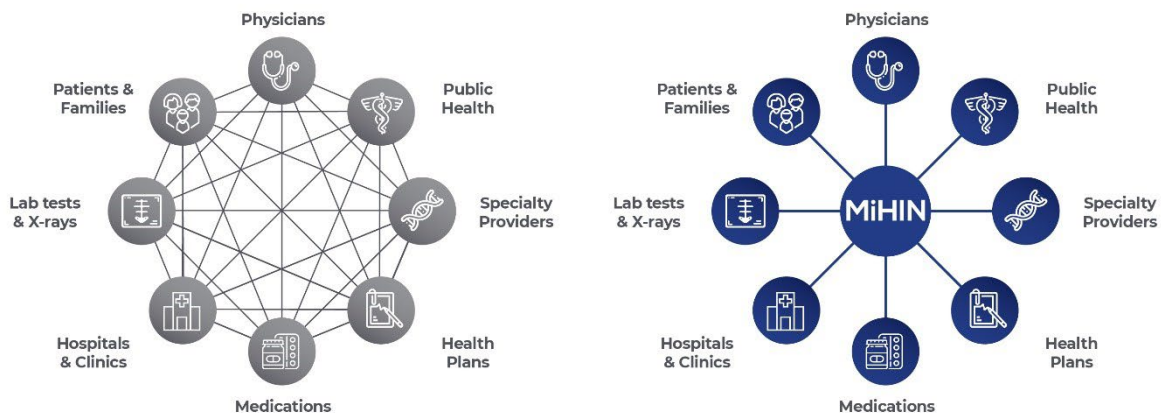 Physicians
Patients &
Families
Public
Health
Lab tests
& X-rays
Specialty
Providers
Hospitals
& Clinics
Health
Plans
Medications
Physicians
Patients &
Families
Public
Health
Lab tests
& X-rays
MiHIN
Specialty
Providers
Hospitals
& Clinics
Health
Plans
Medications